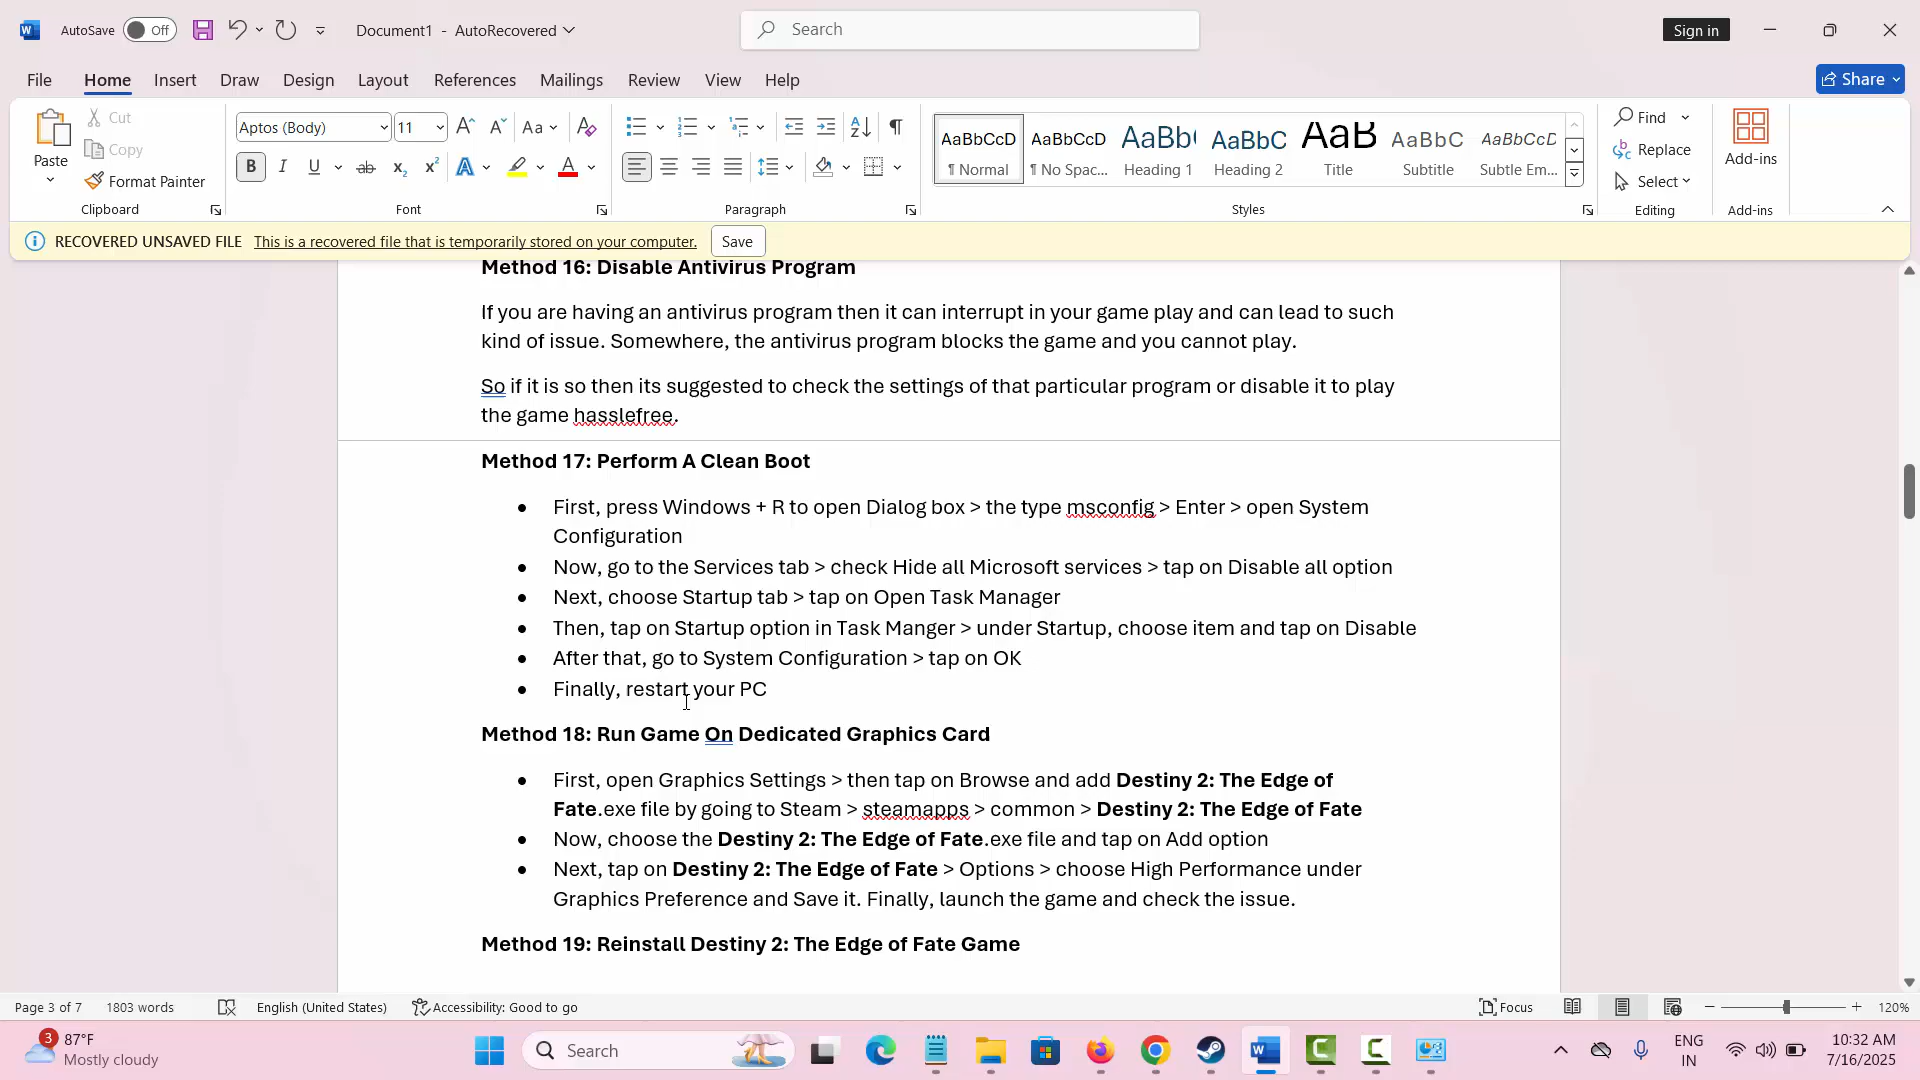 AutoSave Off Document1 - AutoRecovered Search Sign in
File Home Insert Draw Design Layout References Mailings Review View Help Share
Paste Cut Copy Format Painter
Aptos (Body) 11
AaBbCcD AaBbCcD AaBb( AaBbC AaB AaBbC AaBbCcD
¶ Normal ¶ No Spac... Heading 1 Heading 2 Title Subtitle Subtle Em...
Find Replace Select Add-ins
Clipboard Font Paragraph Styles Editing Add-ins
RECOVERED UNSAVED FILE This is a recovered file that is temporarily stored on your computer. Save
Method 16: Disable Antivirus Program
If you are having an antivirus program then it can interrupt in your game play and can lead to such
kind of issue. Somewhere, the antivirus program blocks the game and you cannot play.
So if it is so then its suggested to check the settings of that particular program or disable it to play
the game hasslefree.
Method 17: Perform A Clean Boot
• First, press Windows + R to open Dialog box > the type msconfig > Enter > open System
Configuration
• Now, go to the Services tab > check Hide all Microsoft services > tap on Disable all option
• Next, choose Startup tab > tap on Open Task Manager
• Then, tap on Startup option in Task Manger > under Startup, choose item and tap on Disable
• After that, go to System Configuration > tap on OK
• Finally, restart your PC
Method 18: Run Game On Dedicated Graphics Card
• First, open Graphics Settings > then tap on Browse and add Destiny 2: The Edge of
Fate.exe file by going to Steam > steamapps > common > Destiny 2: The Edge of Fate
• Now, choose the Destiny 2: The Edge of Fate.exe file and tap on Add option
• Next, tap on Destiny 2: The Edge of Fate > Options > choose High Performance under
Graphics Preference and Save it. Finally, launch the game and check the issue.
Method 19: Reinstall Destiny 2: The Edge of Fate Game
Page 3 of 7 1803 words English (United States) Accessibility: Good to go Focus 120%
3 87°F
Mostly cloudy
Search
ENG
IN
10:32 AM
7/16/2025